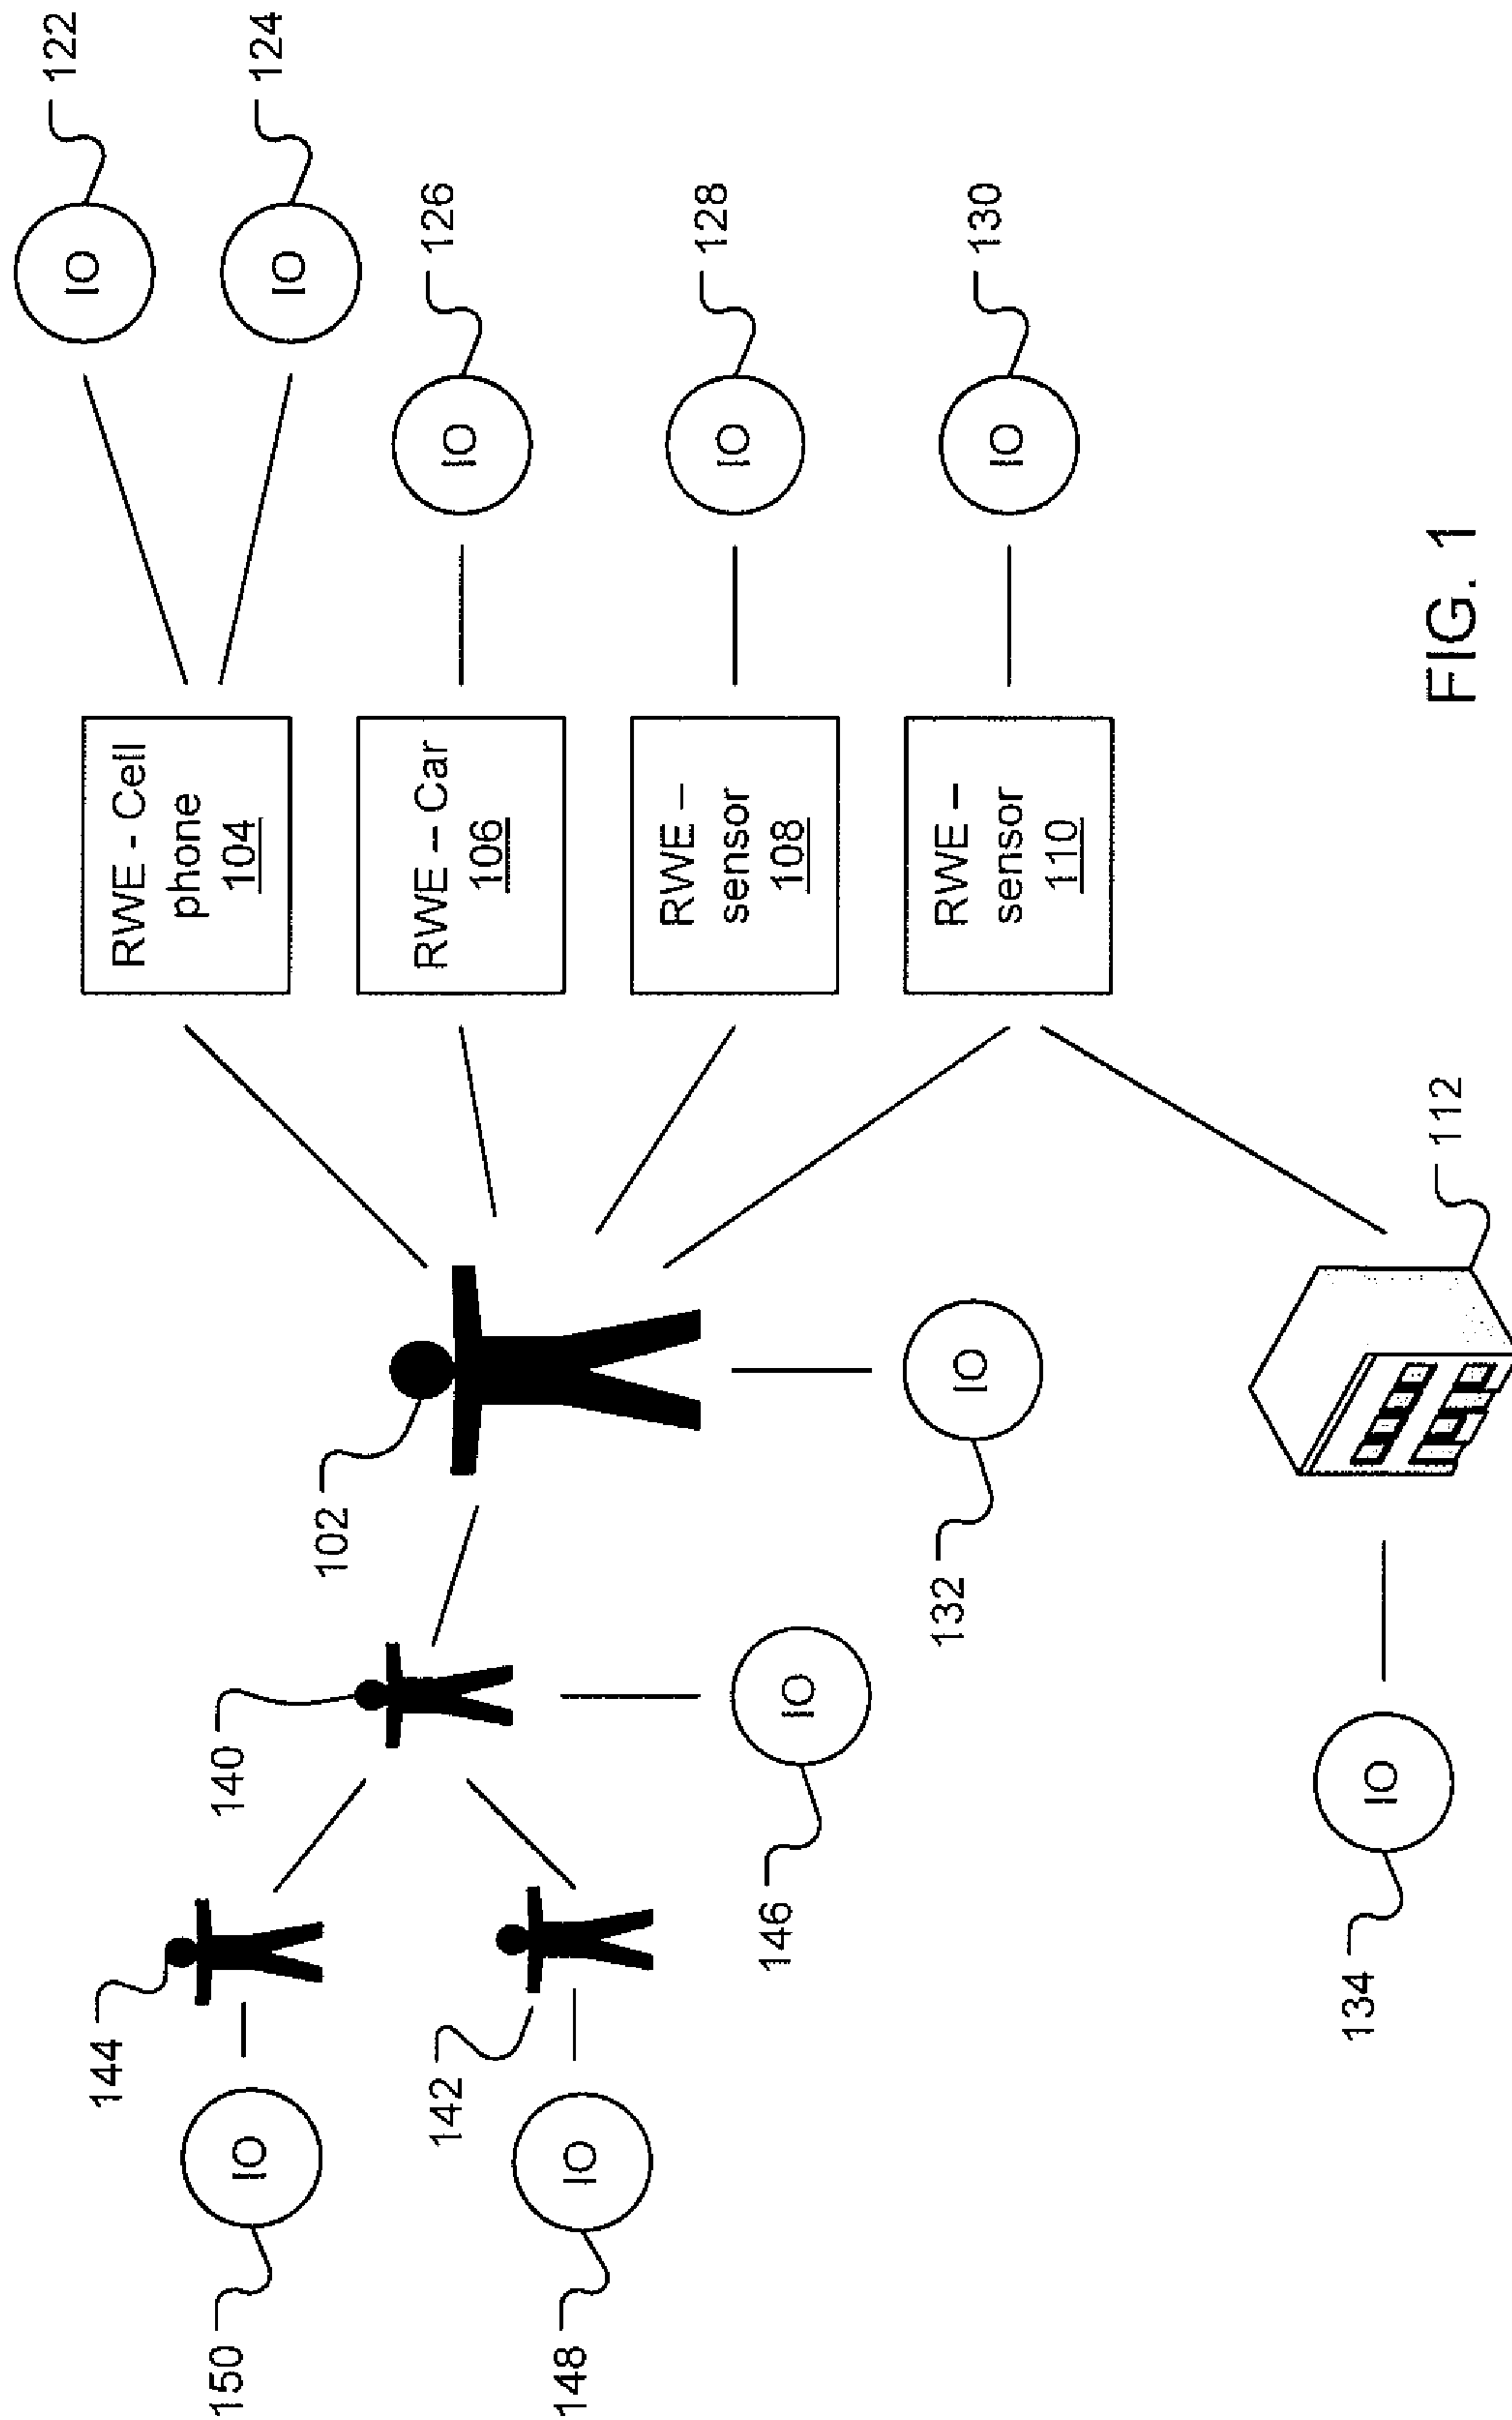 122
IO
144
RWE - Cell
phone
104
150
140
IO
124
IO
102
142
RWE – Car
106
126
IO
148
IO
RWE –
sensor
108
128
IO
146
IO
132
IO
RWE –
sensor
110
130
IO
134
IO
112
FIG. 1